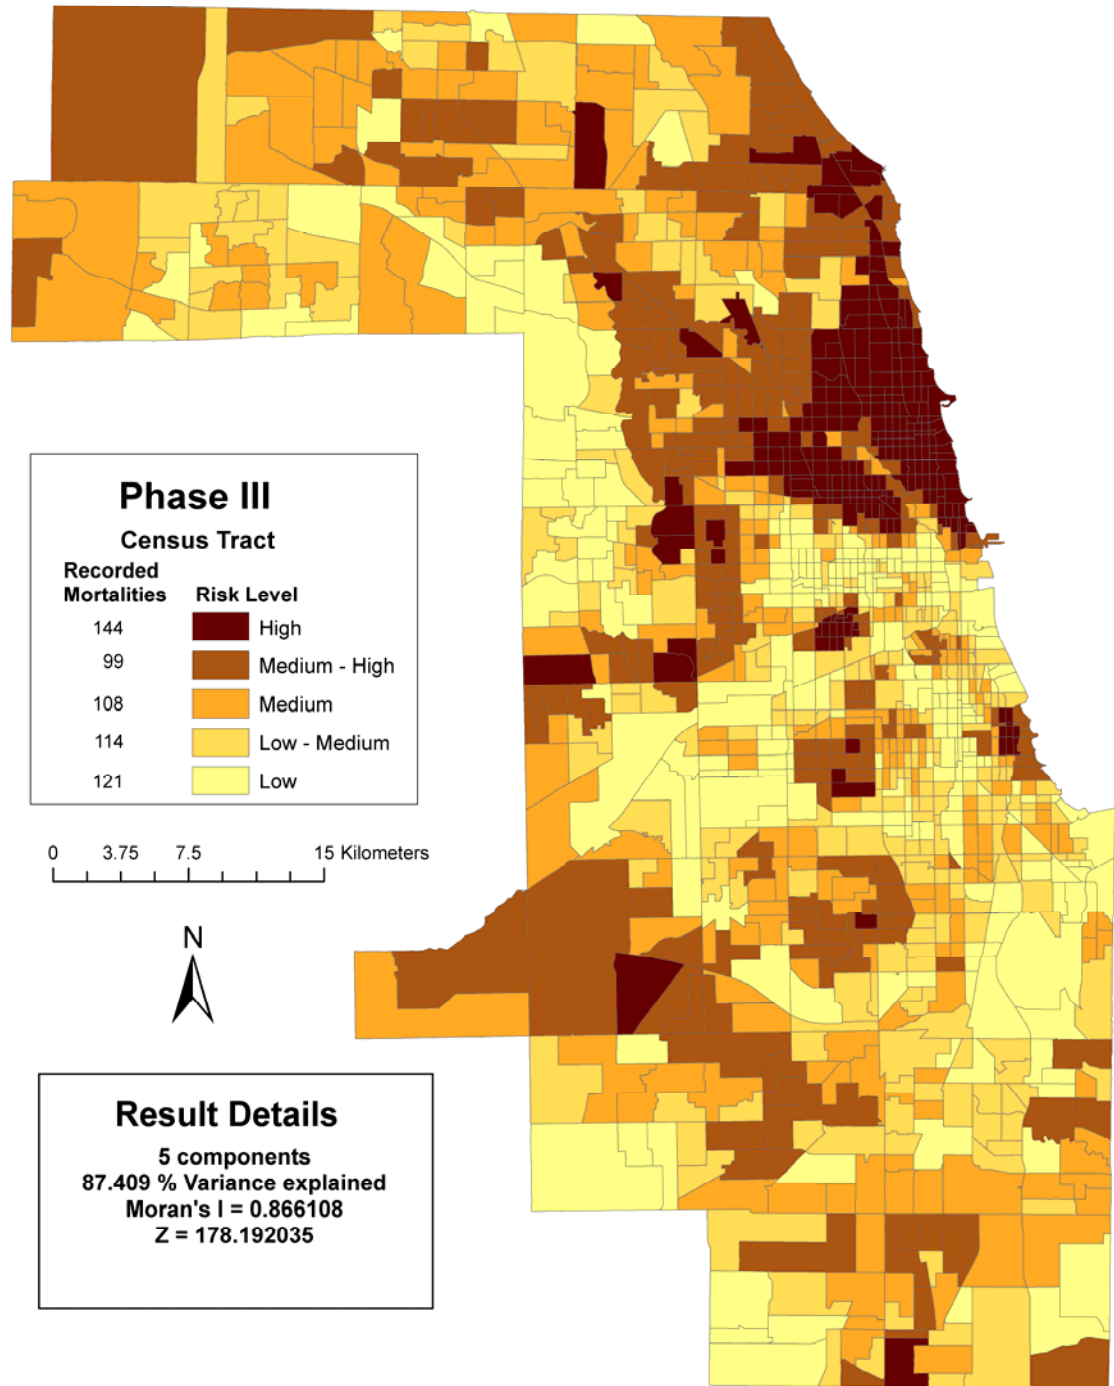 Phase III
Census Tract
Recorded
Mortalities Risk Level
144 High
99 Medium - High
108 Medium
114 Low - Medium
121 Low
0 3.75 7.5 15 Kilometers
N
Result Details
5 components
87.409 % Variance explained
Moran's I = 0.866108
Z = 178.192035